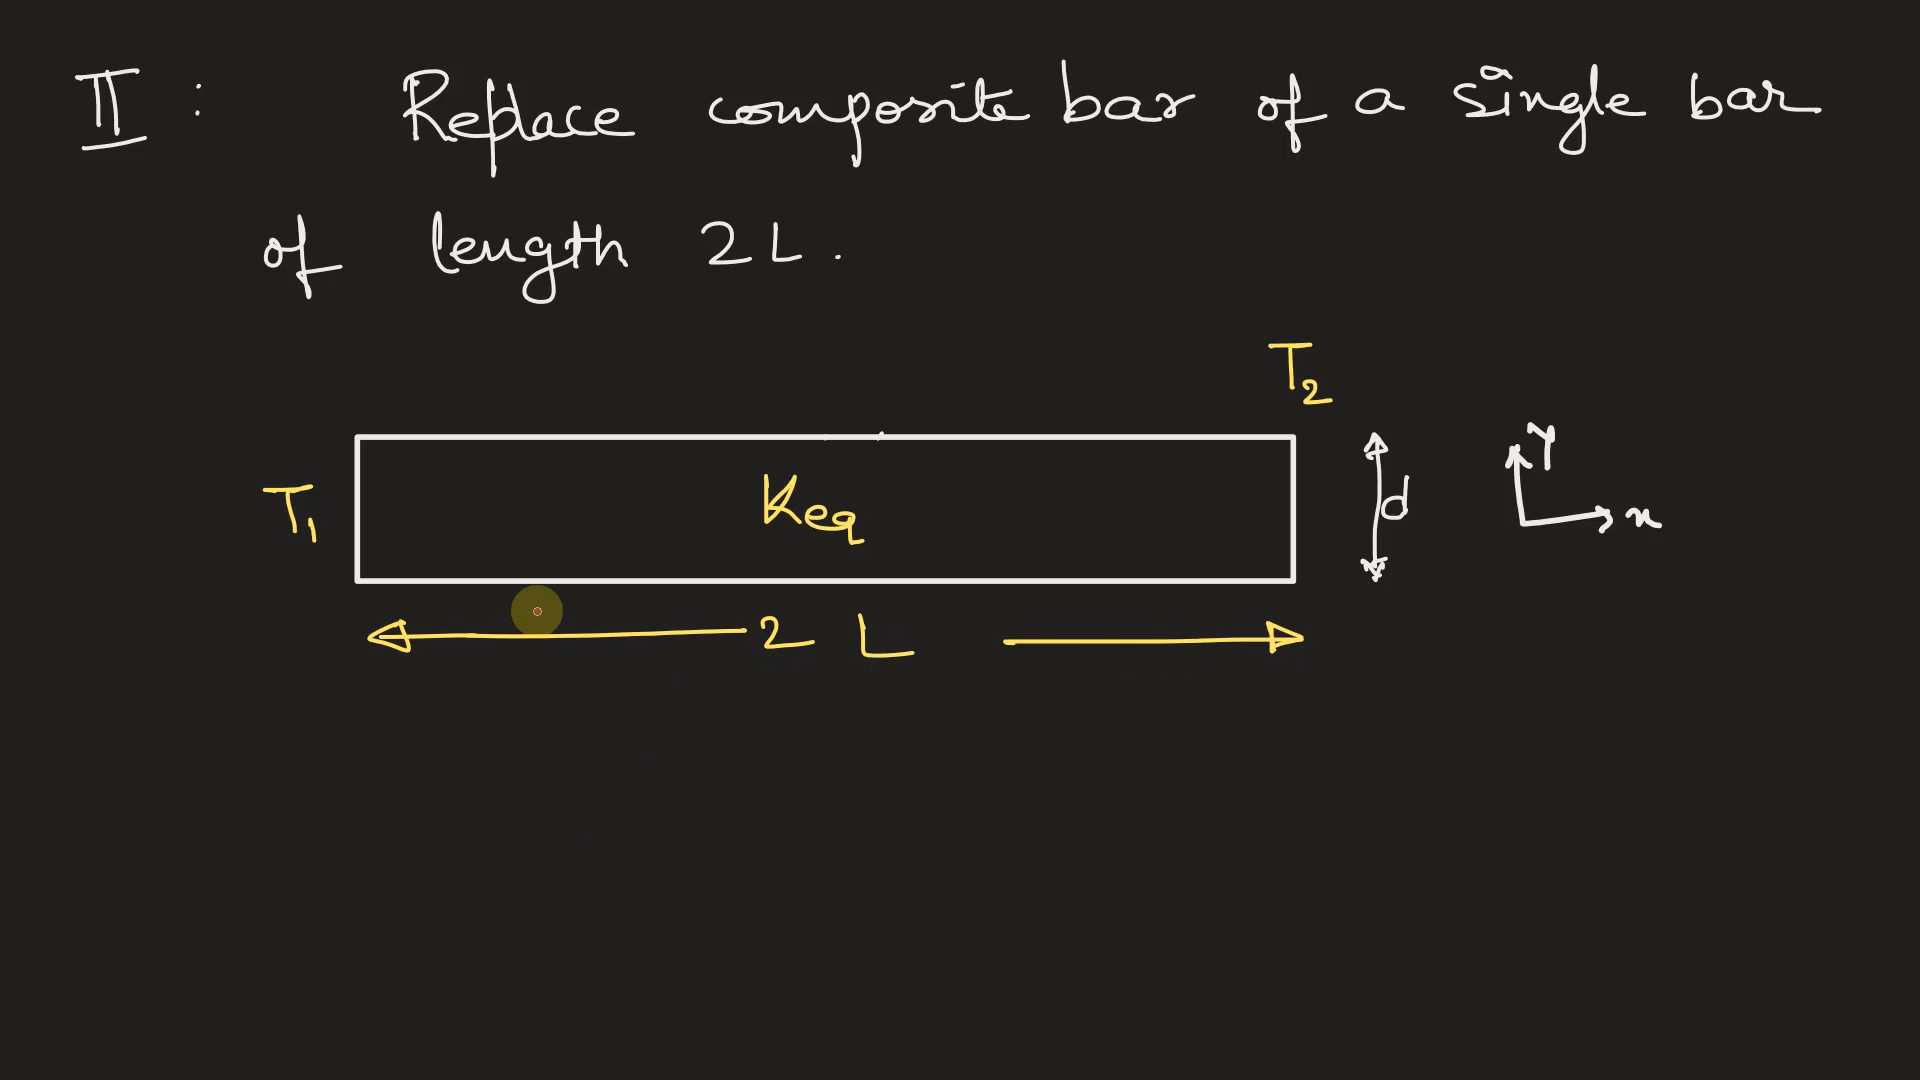 II : Replace composite bar of a single bar
of length 2L.
T2
T1
Keq
d
Y
x
2 L